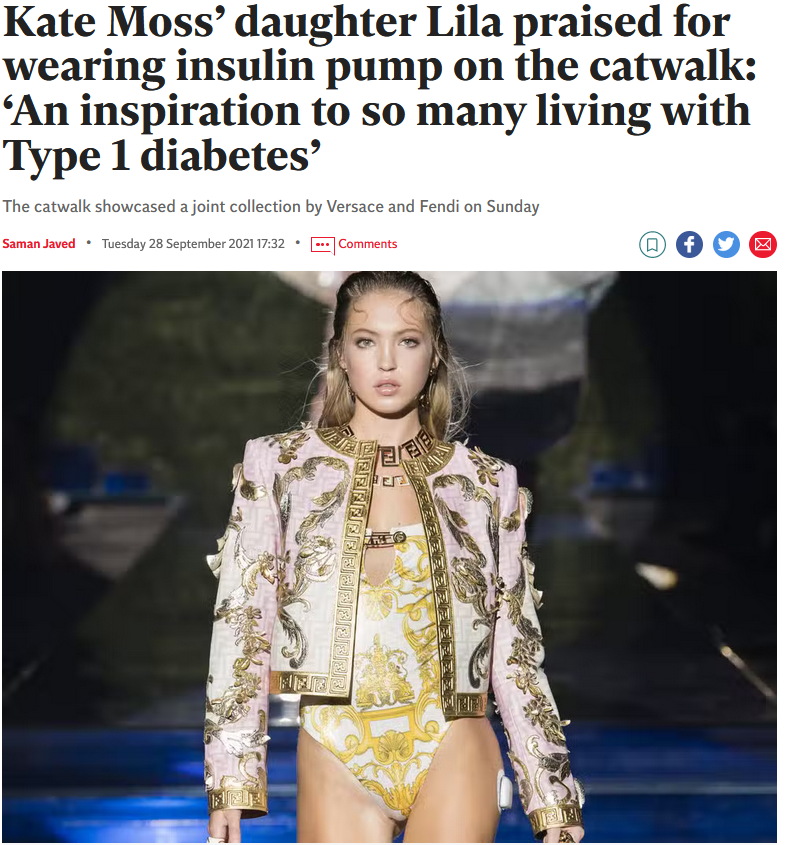 Kate Moss’ daughter Lila praised for
wearing insulin pump on the catwalk:
‘An inspiration to so many living with
Type 1 diabetes’
The catwalk showcased a joint collection by Versace and Fendi on Sunday
Saman Javed • Tuesday 28 September 2021 17:32 • Comments